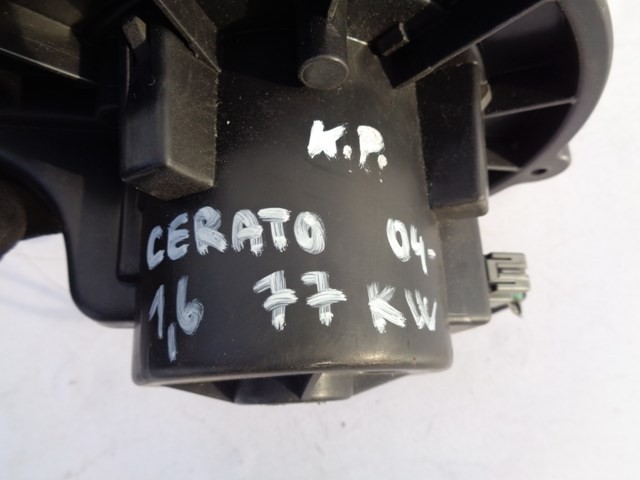 K.P.
CERATO 04-
1,6 77 KW